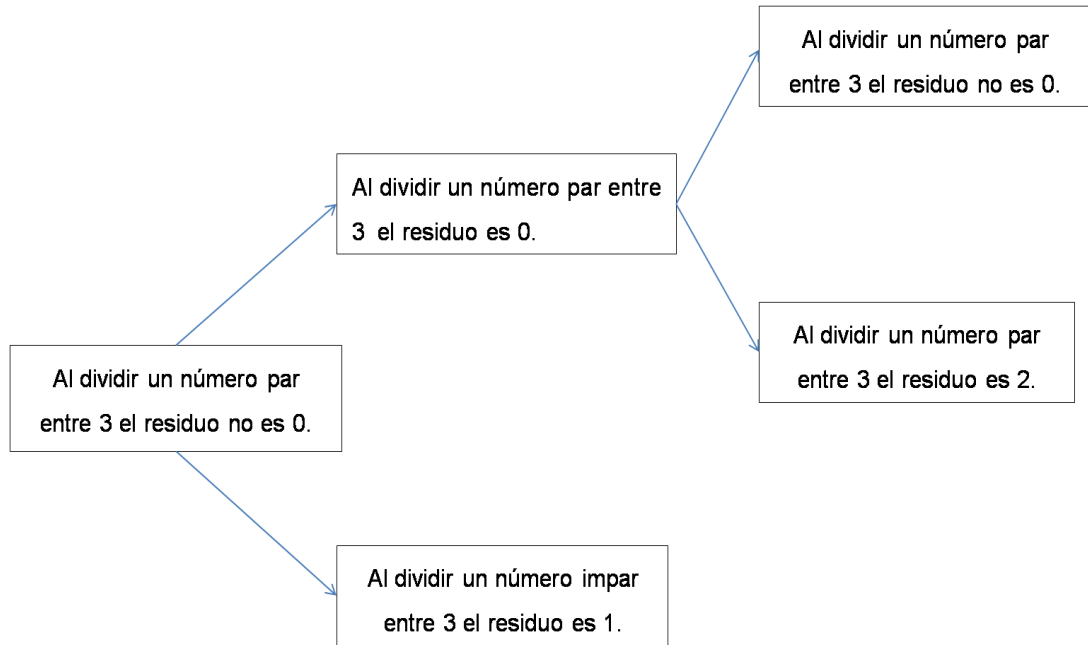 Al dividir un número par
entre 3 el residuo no es 0.
Al dividir un número par entre
3 el residuo es 0.
Al dividir un número par
entre 3 el residuo es 2.
Al dividir un número par
entre 3 el residuo no es 0.
Al dividir un número impar
entre 3 el residuo es 1.